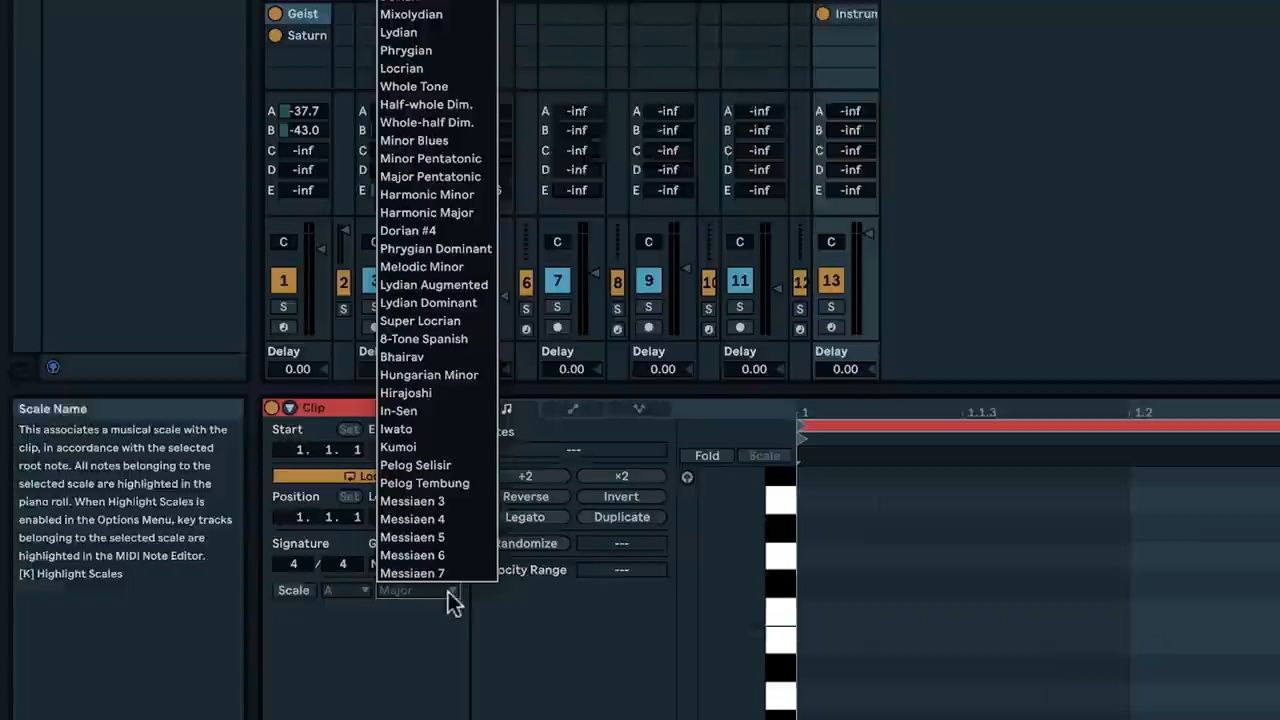 Geist
Saturn
Instrun
A -37.7
B -43.0
C -inf
D -inf
E -inf
A
B
C
D
E
A -inf
B -inf
C -inf
D -inf
E -inf
A -inf
B -inf
C -inf
D -inf
E -inf
A -inf
B -inf
C -inf
D -inf
E -inf
A -inf
B -inf
C -inf
D -inf
E -inf
C
C
C
C
C
1
2
3
6
7
8
9
10
11
12
13
S
S
S
S
S
S
S
S
S
S
Delay
0.00
Delay
0.00
Delay
0.00
Delay
0.00
Delay
0.00
Mixolydian
Lydian
Phrygian
Locrian
Whole Tone
Half-whole Dim.
Whole-half Dim.
Minor Blues
Minor Pentatonic
Major Pentatonic
Harmonic Minor
Harmonic Major
Dorian #4
Phrygian Dominant
Melodic Minor
Lydian Augmented
Lydian Dominant
Super Locrian
8-Tone Spanish
Bhairav
Hungarian Minor
Hirajoshi
In-Sen
Iwato
Kumoi
Pelog Selisir
Pelog Tembung
Messiaen 3
Messiaen 4
Messiaen 5
Messiaen 6
Messiaen 7
Scale Name
This associates a musical scale with the
clip, in accordance with the selected
root note. All notes belonging to the
selected scale are highlighted in the
piano roll. When Highlight Scales is
enabled in the Options Menu, key tracks
belonging to the selected scale are
highlighted in the MIDI Note Editor.
[K] Highlight Scales
Clip
Start Set E
1. 1. 1
Loo
Position Set L
1. 1. 1
Signature G
4 / 4 N
Scale A Major
tes
---
÷2 ×2
Reverse Invert
Legato Duplicate
andomize ---
ocity Range ---
Fold Scale
1 1.1.3 1.2